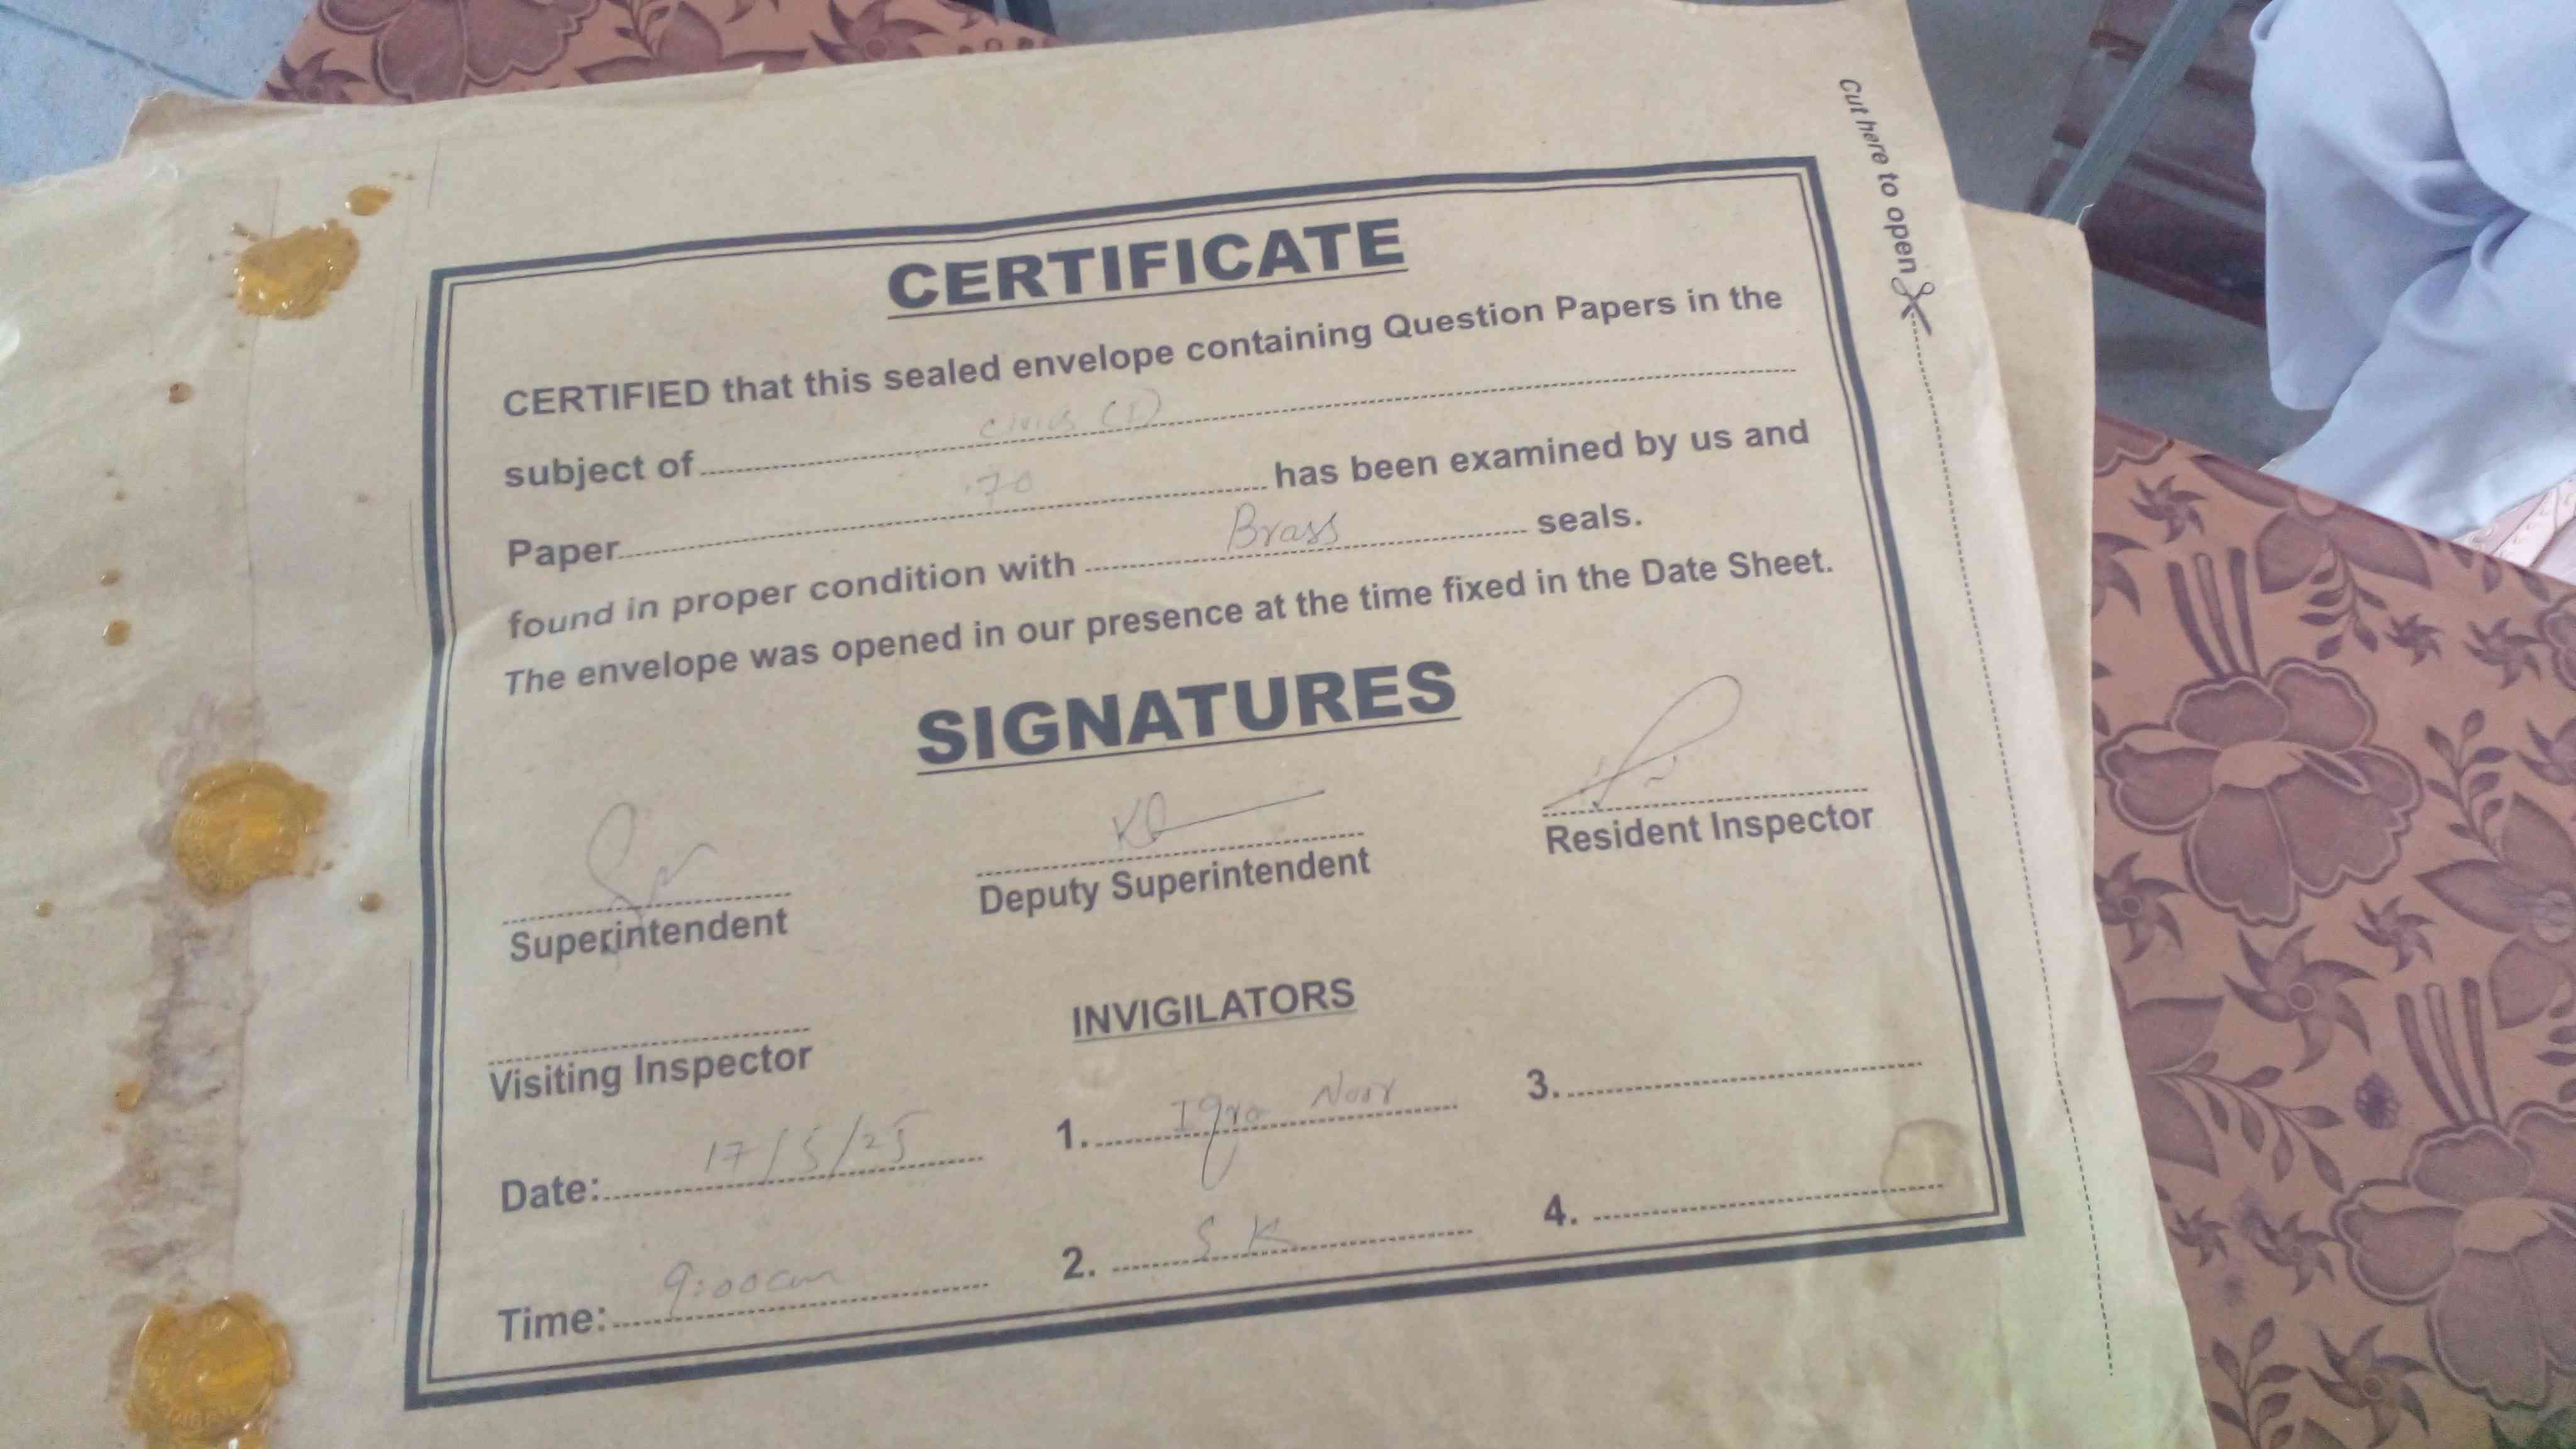 Cut here to open
CERTIFICATE
CERTIFIED that this sealed envelope containing Question Papers in the
subject of Civics (I)
Paper 70 has been examined by us and
found in proper condition with Brass seals.
The envelope was opened in our presence at the time fixed in the Date Sheet.
SIGNATURES
Superintendent Deputy Superintendent Resident Inspector
INVIGILATORS
Visiting Inspector
1. Iqra Noor 3.
Date: 17/5/25
2. S K 4.
Time: 9:00am